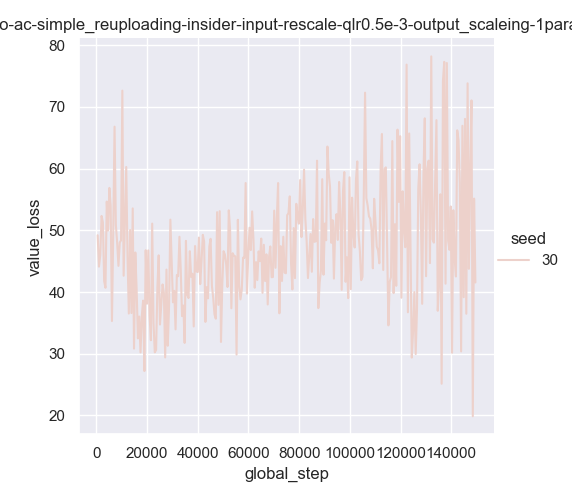 o-ac-simple_reuploading-insider-input-rescale-qlr0.5e-3-output_scaleing-1para
80
70
60
50
40
30
20
value_loss
0 20000 40000 60000 80000 100000 120000 140000
global_step
seed
30